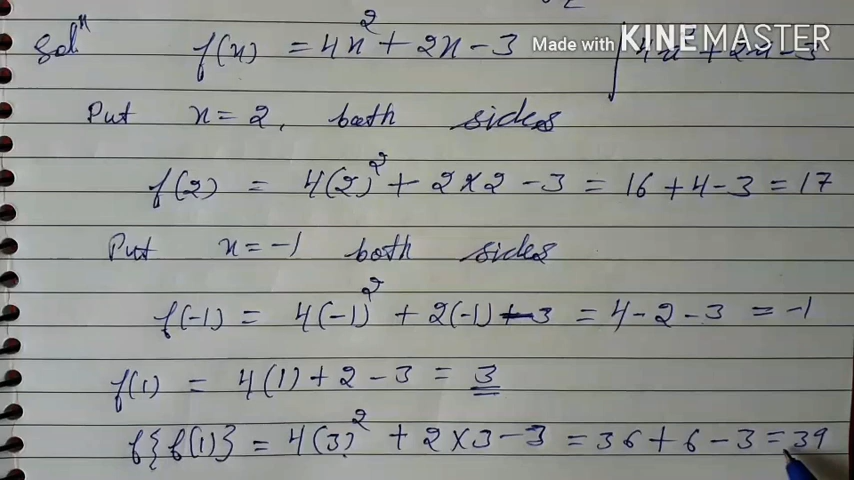 Solⁿ f(x) = 4x² + 2x - 3 Made with KINEMASTER
Put x = 2, both sides
f(2) = 4(2)² + 2×2 - 3 = 16 + 4 - 3 = 17
Put x = -1 both sides
f(-1) = 4(-1)² + 2(-1) - 3 = 4 - 2 - 3 = -1
f(1) = 4(1) + 2 - 3 = 3
f{f(1)} = 4(3)² + 2×3 - 3 = 36 + 6 - 3 = 39